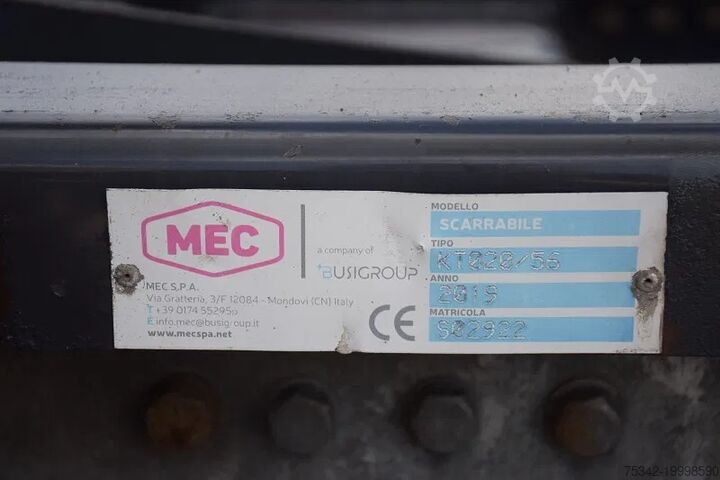 MEC
a company of
BUSIGROUP
MEC S.P.A.
Via Gratteria, 3/F 12084 - Mondovì (CN) Italy
T +39 0174 552950
E info.mec@busigroup.it
www.mecspa.net
CE
MODELLO
SCARRABILE
TIPO
KT020/56
ANNO
2019
MATRICOLA
S02922
75342-19998590